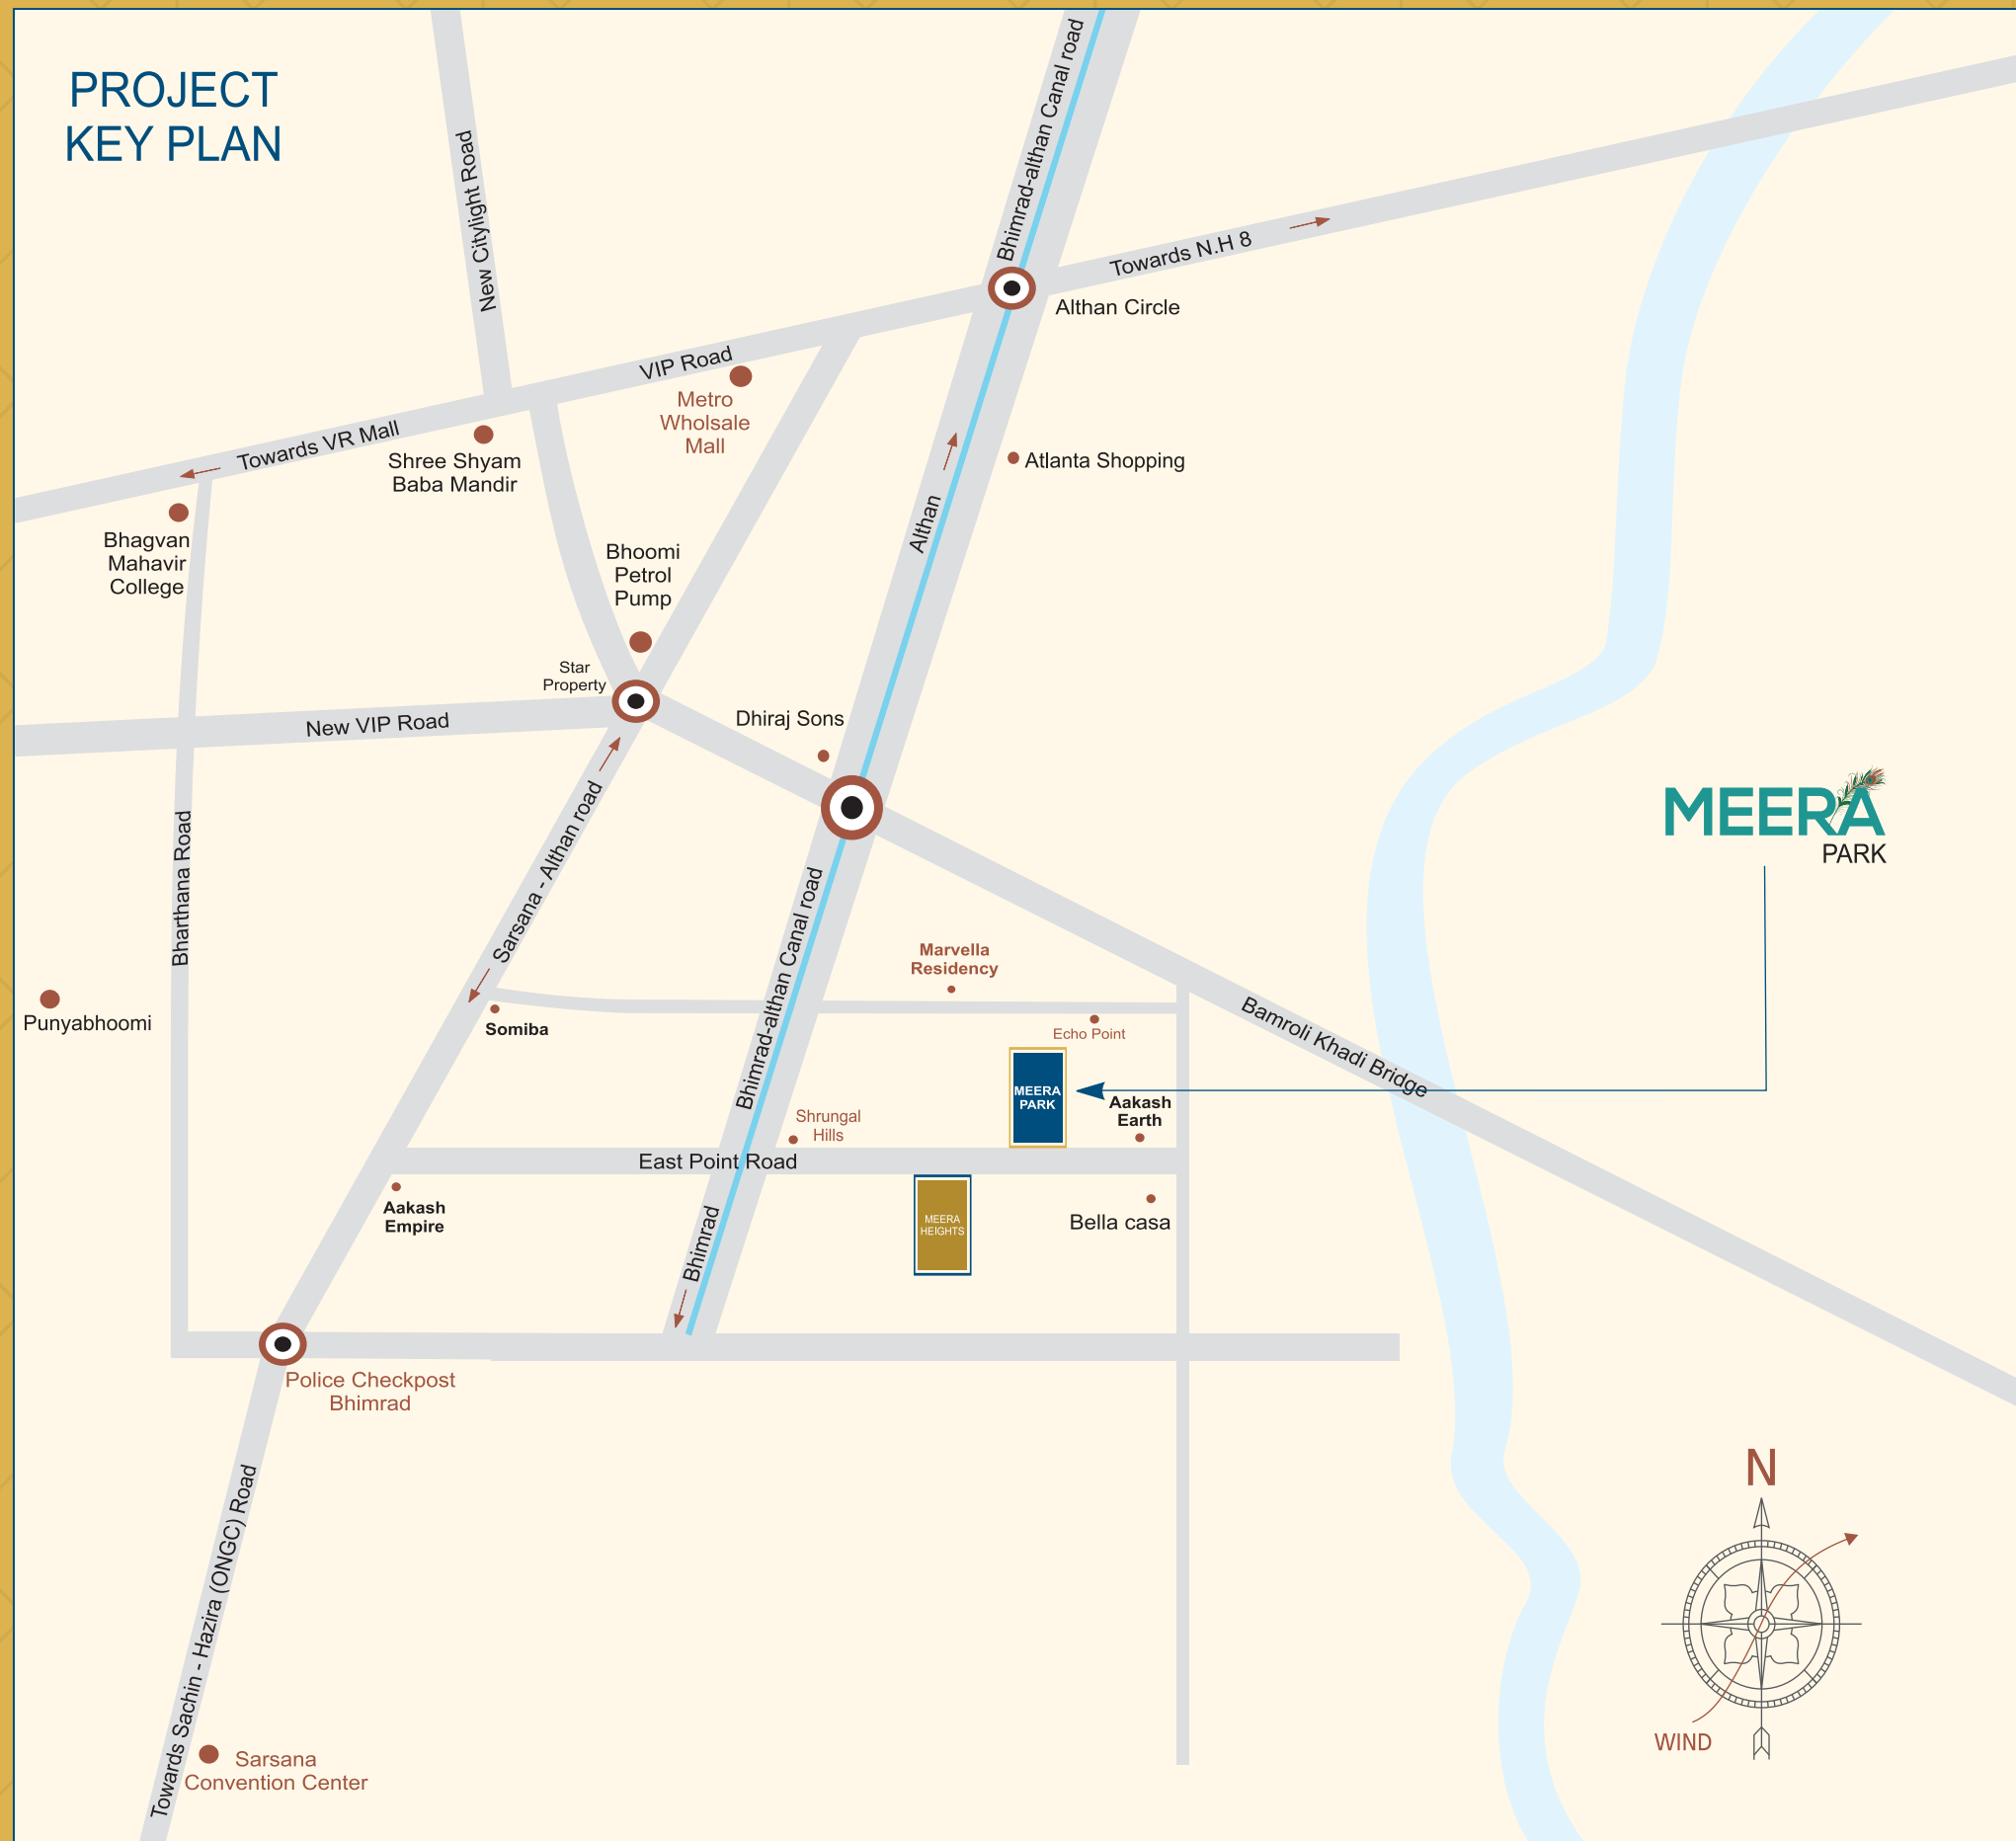 PROJECT
KEY PLAN
New Citylight Road
Bhimrad-althan Canal road
Towards N.H 8
Althan Circle
VIP Road
Metro
Wholsale
Mall
Towards VR Mall
Shree Shyam
Baba Mandir
Atlanta Shopping
Althan
Bhagvan
Mahavir
College
Bhoomi
Petrol
Pump
Star
Property
New VIP Road
Dhiraj Sons
MEERA
PARK
Sarsana - Althan road
Bharthana Road
Bhimrad-althan Canal road
Marvella
Residency
Punyabhoomi
Somiba
Echo Point
Bamroli Khadi Bridge
MEERA
PARK
Aakash
Earth
Shrungal
Hills
East Point Road
Aakash
Empire
MEERA
HEIGHTS
Bella casa
Bhimrad
Police Checkpost
Bhimrad
Towards Sachin - Hazira (ONGC) Road
Sarsana
Convention Center
N
WIND